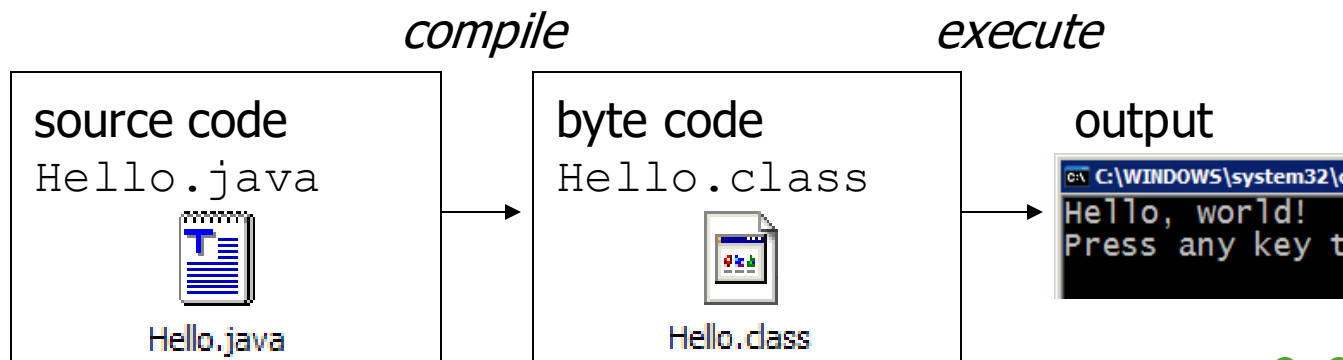 compile
execute
source code
Hello.java
Hello.java
byte code
Hello.class
Hello.class
output
C:\WINDOWS\system32\
Hello, world!
Press any key